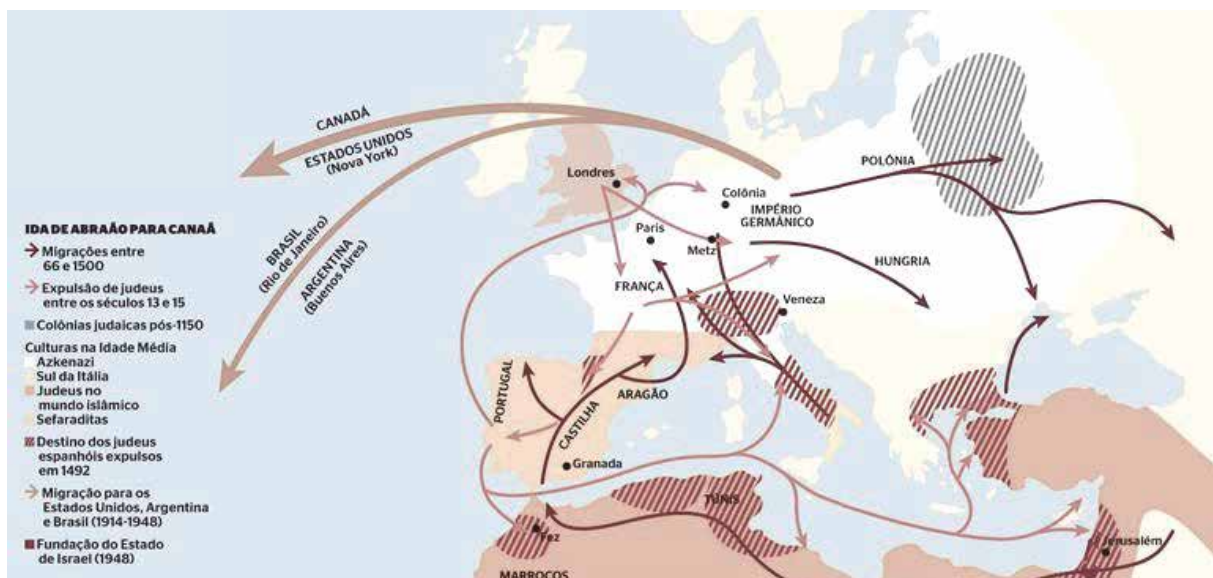 CANADÁ
ESTADOS UNIDOS
(Nova York)
BRASIL
(Rio de Janeiro)
ARGENTINA
(Buenos Aires)
Londres
Colônia
IMPÉRIO
GERMÂNICO
POLÔNIA
Paris
Metz
HUNGRIA
FRANÇA
Veneza
PORTUGAL
CASTILHA
ARAGÃO
Granada
TÚNIS
Fez
MARROCOS
Jerusalém
IDA DE ABRAÃO PARA CANAÃ
Migrações entre
66 e 1500
Expulsão de judeus
entre os séculos 13 e 15
Colônias judaicas pós-1150
Culturas na Idade Média
Azkenazi
Sul da Itália
Judeus no
mundo islâmico
Sefaraditas
Destino dos judeus
espanhóis expulsos
em 1492
Migração para os
Estados Unidos, Argentina
e Brasil (1914-1948)
Fundação do Estado
de Israel (1948)